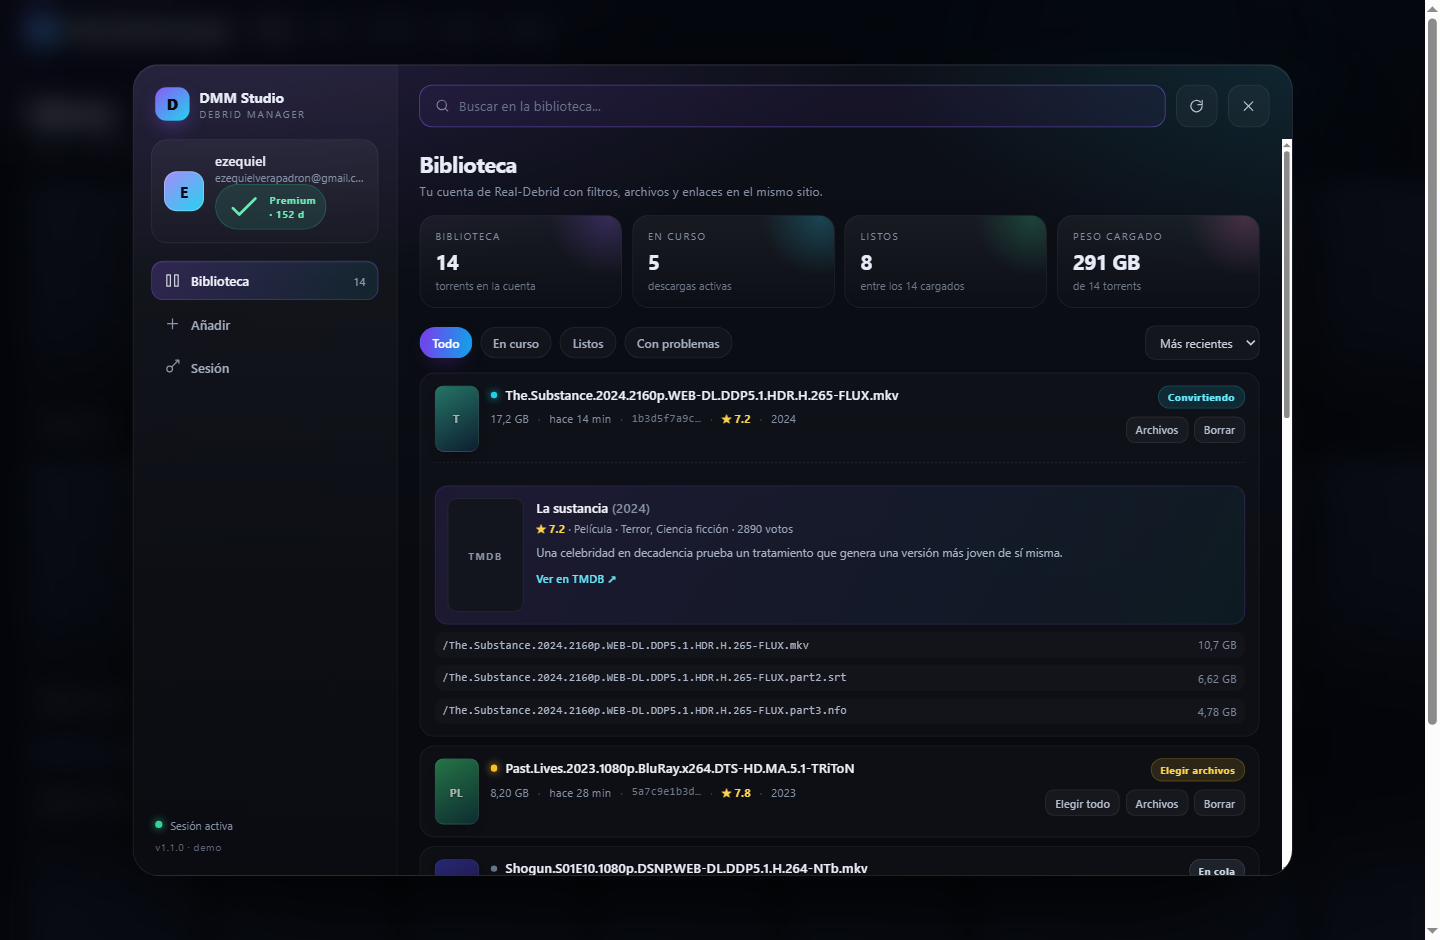 D
DMM Studio
DEBRID MANAGER
E
ezequiel
ezequielverapadron@gmail.c...
Premium
· 152 d
Biblioteca 14
Añadir
Sesión
Sesión activa
v1.1.0 · demo
Buscar en la biblioteca...
Biblioteca
Tu cuenta de Real-Debrid con filtros, archivos y enlaces en el mismo sitio.
BIBLIOTECA
14
torrents en la cuenta
EN CURSO
5
descargas activas
LISTOS
8
entre los 14 cargados
PESO CARGADO
291 GB
de 14 torrents
Todo
En curso
Listos
Con problemas
Más recientes
T
The.Substance.2024.2160p.WEB-DL.DDP5.1.HDR.H.265-FLUX.mkv
Convirtiendo
17,2 GB · hace 14 min · 1b3d5f7a9c… · ★ 7.2 · 2024
Archivos
Borrar
TMDB
La sustancia (2024)
★ 7.2 · Película · Terror, Ciencia ficción · 2890 votos
Una celebridad en decadencia prueba un tratamiento que genera una versión más joven de sí misma.
Ver en TMDB ↗
/The.Substance.2024.2160p.WEB-DL.DDP5.1.HDR.H.265-FLUX.mkv 10,7 GB
/The.Substance.2024.2160p.WEB-DL.DDP5.1.HDR.H.265-FLUX.part2.srt 6,62 GB
/The.Substance.2024.2160p.WEB-DL.DDP5.1.HDR.H.265-FLUX.part3.nfo 4,78 GB
PL
Past.Lives.2023.1080p.BluRay.x264.DTS-HD.MA.5.1-TRiToN
Elegir archivos
8,20 GB · hace 28 min · 5a7c9e1b3d… · ★ 7.8 · 2023
Elegir todo
Archivos
Borrar
Shogun.S01E10.1080p.DSNP.WEB-DL.DDP5.1.H.264-NTb.mkv
En cola